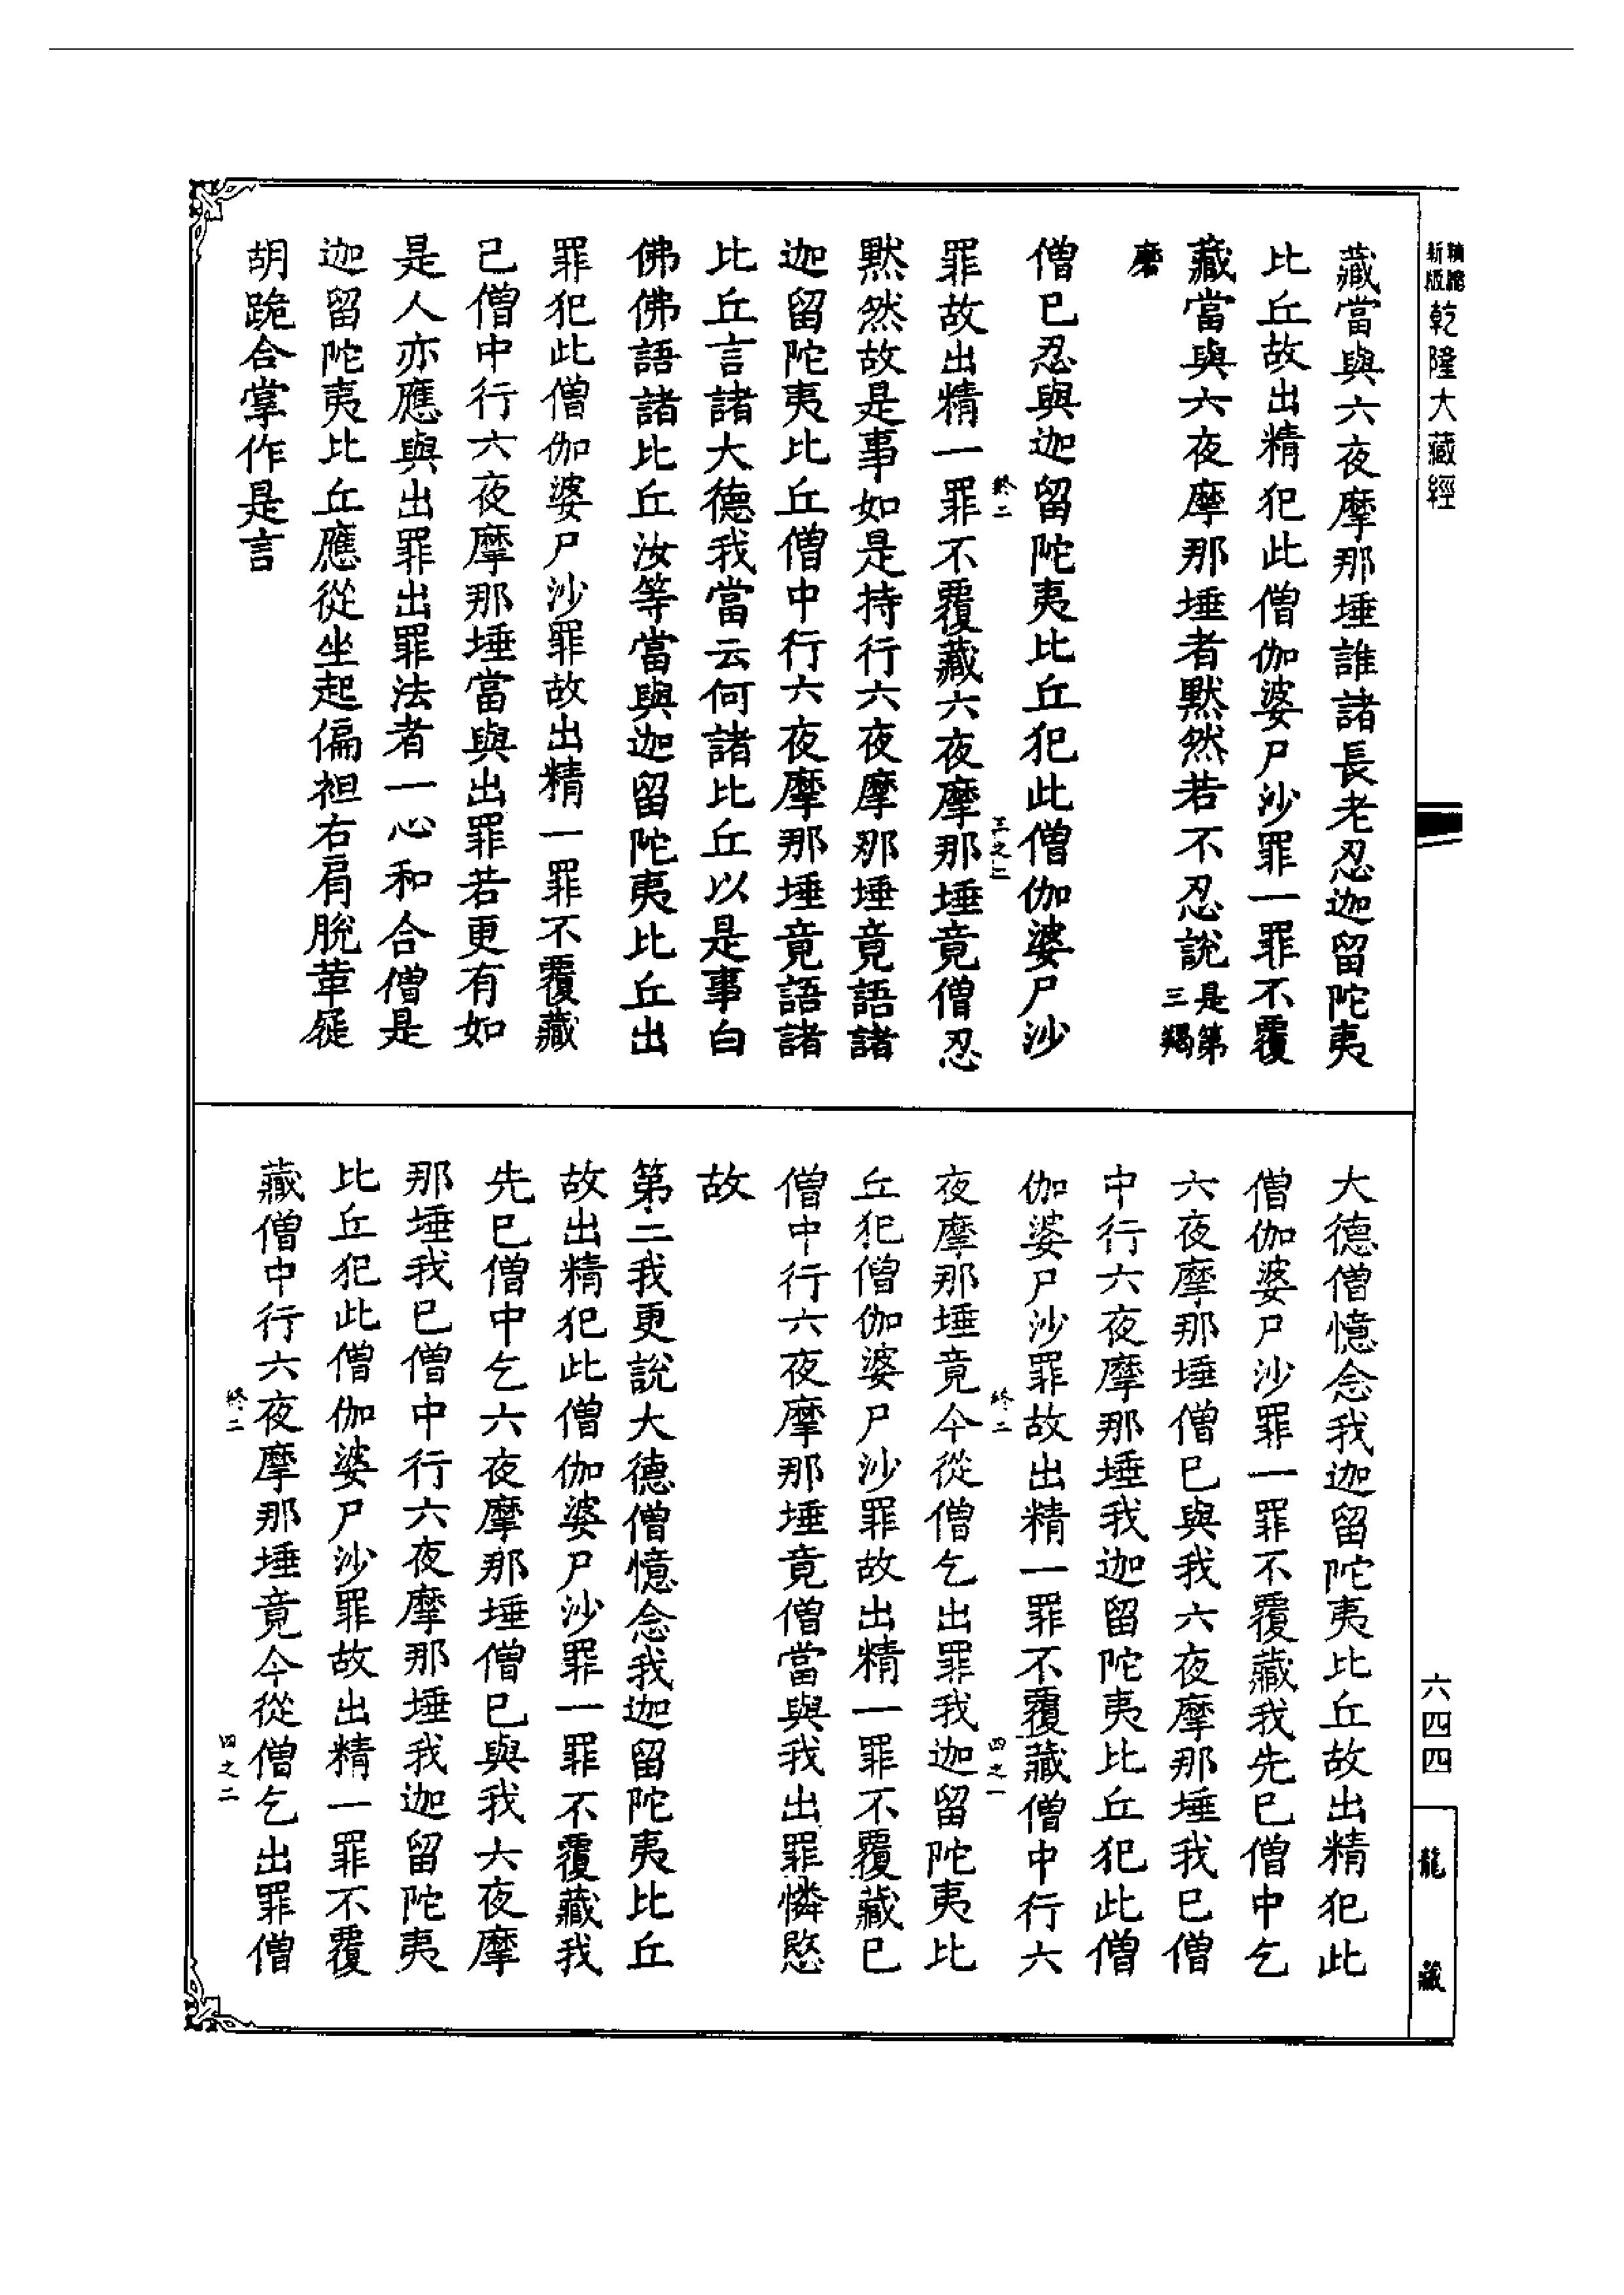 新版
乾隆大藏經
藏當與六夜摩那埵誰諸長老忍迦留陀夷
比丘故出精犯此僧伽婆尸沙罪一罪不覆
藏當與六夜摩那埵者默然若不忍說是第三羯
磨
僧已忍與迦留陀夷比丘犯此僧伽婆尸沙
終二
三之二
罪故出精一罪不覆藏六夜摩那埵竟僧忍
默然故是事如是持行六夜摩那埵竟語諸
迦留陀夷比丘僧中行六夜摩那埵竟語諸
比丘言諸大德我當云何諸比丘以是事白
佛佛語諸比丘汝等當與迦留陀夷比丘出
罪犯此僧伽婆尸沙罪故出精一罪不覆藏
已僧中行六夜摩那埵當與出罪若更有如
是人亦應與出罪出罪法者一心和合僧是
迦留陀夷比丘應從坐起偏袒右肩脫革屣
胡跪合掌作是言
大德僧憶念我迦留陀夷比丘故出精犯此
僧伽婆尸沙罪一罪不覆藏我先已僧中乞
六夜摩那埵僧已與我六夜摩那埵我已僧
中行六夜摩那埵我迦留陀夷比丘犯此僧
伽婆尸沙罪故出精一罪不覆藏僧中行六
終二
四之一
夜摩那埵竟今從僧乞出罪我迦留陀夷比
丘犯僧伽婆尸沙罪故出精一罪不覆藏已
僧中行六夜摩那埵竟僧當與我出罪憐愍
故
第二我更說大德僧憶念我迦留陀夷比丘
故出精犯此僧伽婆尸沙罪一罪不覆藏我
先已僧中乞六夜摩那埵僧已與我六夜摩
那埵我已僧中行六夜摩那埵我迦留陀夷
比丘犯此僧伽婆尸沙罪故出精一罪不覆
藏僧中行六夜摩那埵竟今從僧乞出罪僧
終二
四之二
六四四
龍藏